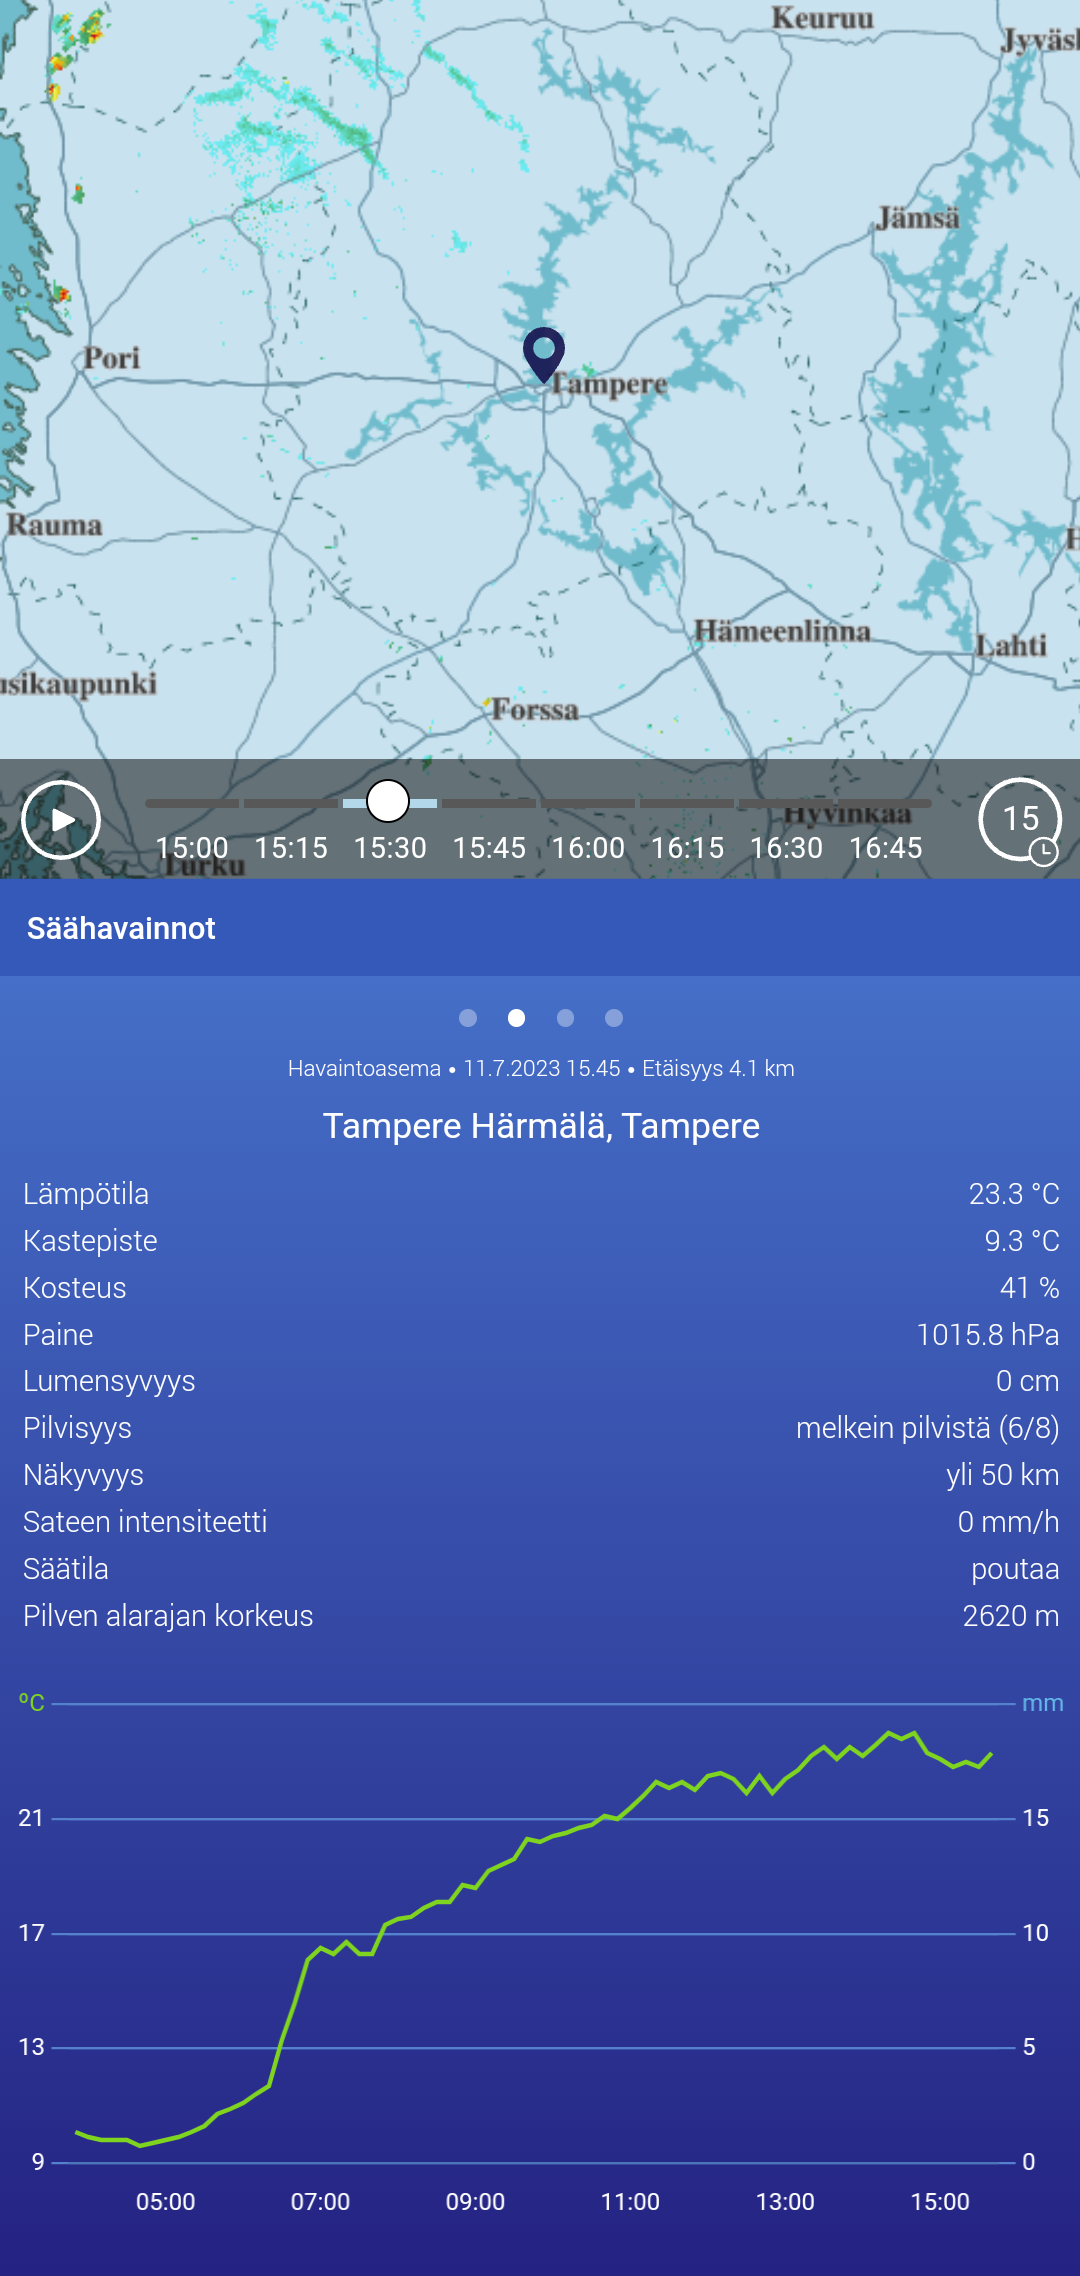 Keuruu
Jämsä
Pori
Tampere
Rauma
Hämeenlinna
Lahti
Forssa
Hyvinkaa
15
15:00 15:15 15:30 15:45 16:00 16:15 16:30 16:45
Turku
Säähavainnot
Havaintoasema • 11.7.2023 15.45 • Etäisyys 4.1 km
Tampere Härmälä, Tampere
Lämpötila 23.3 °C
Kastepiste 9.3 °C
Kosteus 41 %
Paine 1015.8 hPa
Lumensyvyys 0 cm
Pilvisyys melkein pilvistä (6/8)
Näkyvyys yli 50 km
Sateen intensiteetti 0 mm/h
Säätila poutaa
Pilven alarajan korkeus 2620 m
ºC mm
21 15
17 10
13 5
9 0
05:00 07:00 09:00 11:00 13:00 15:00